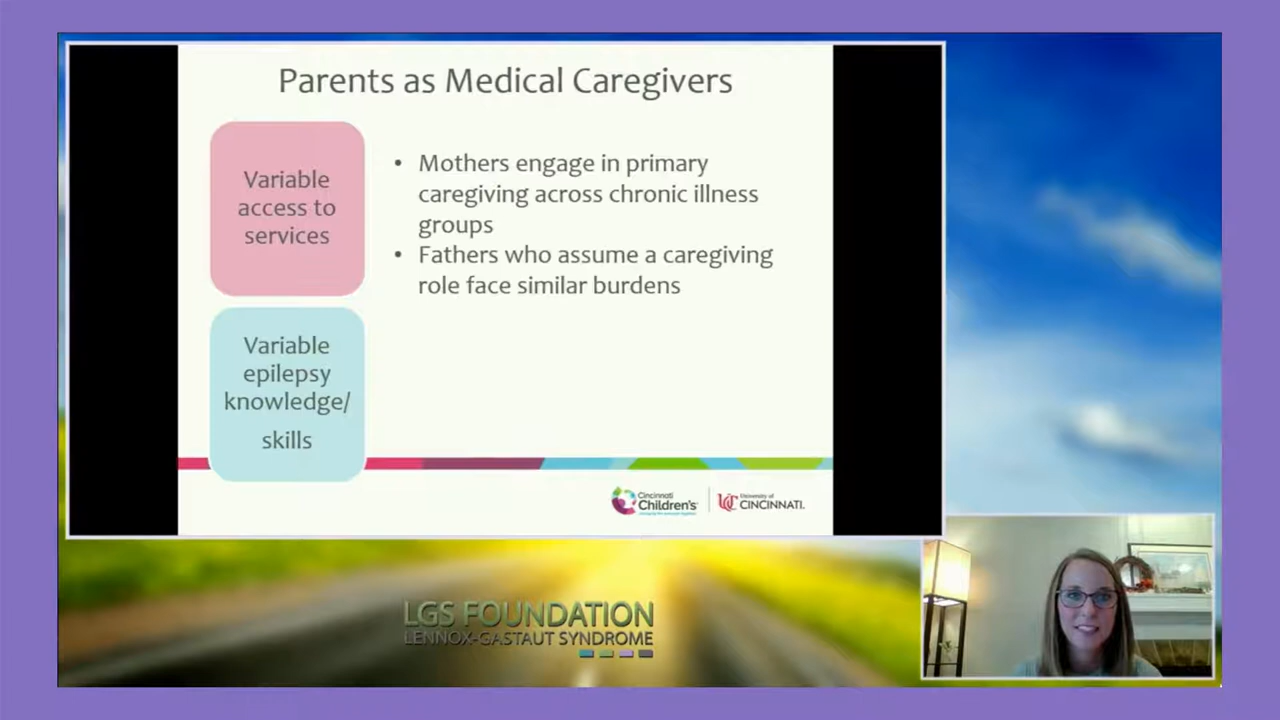 Parents as Medical Caregivers
Variable
access to
services
• Mothers engage in primary
caregiving across chronic illness
groups
• Fathers who assume a caregiving
role face similar burdens
Variable
epilepsy
knowledge/
skills
Cincinnati
Children's
University of
CINCINNATI
LGS FOUNDATION
LENNOX-GASTAUT SYNDROME